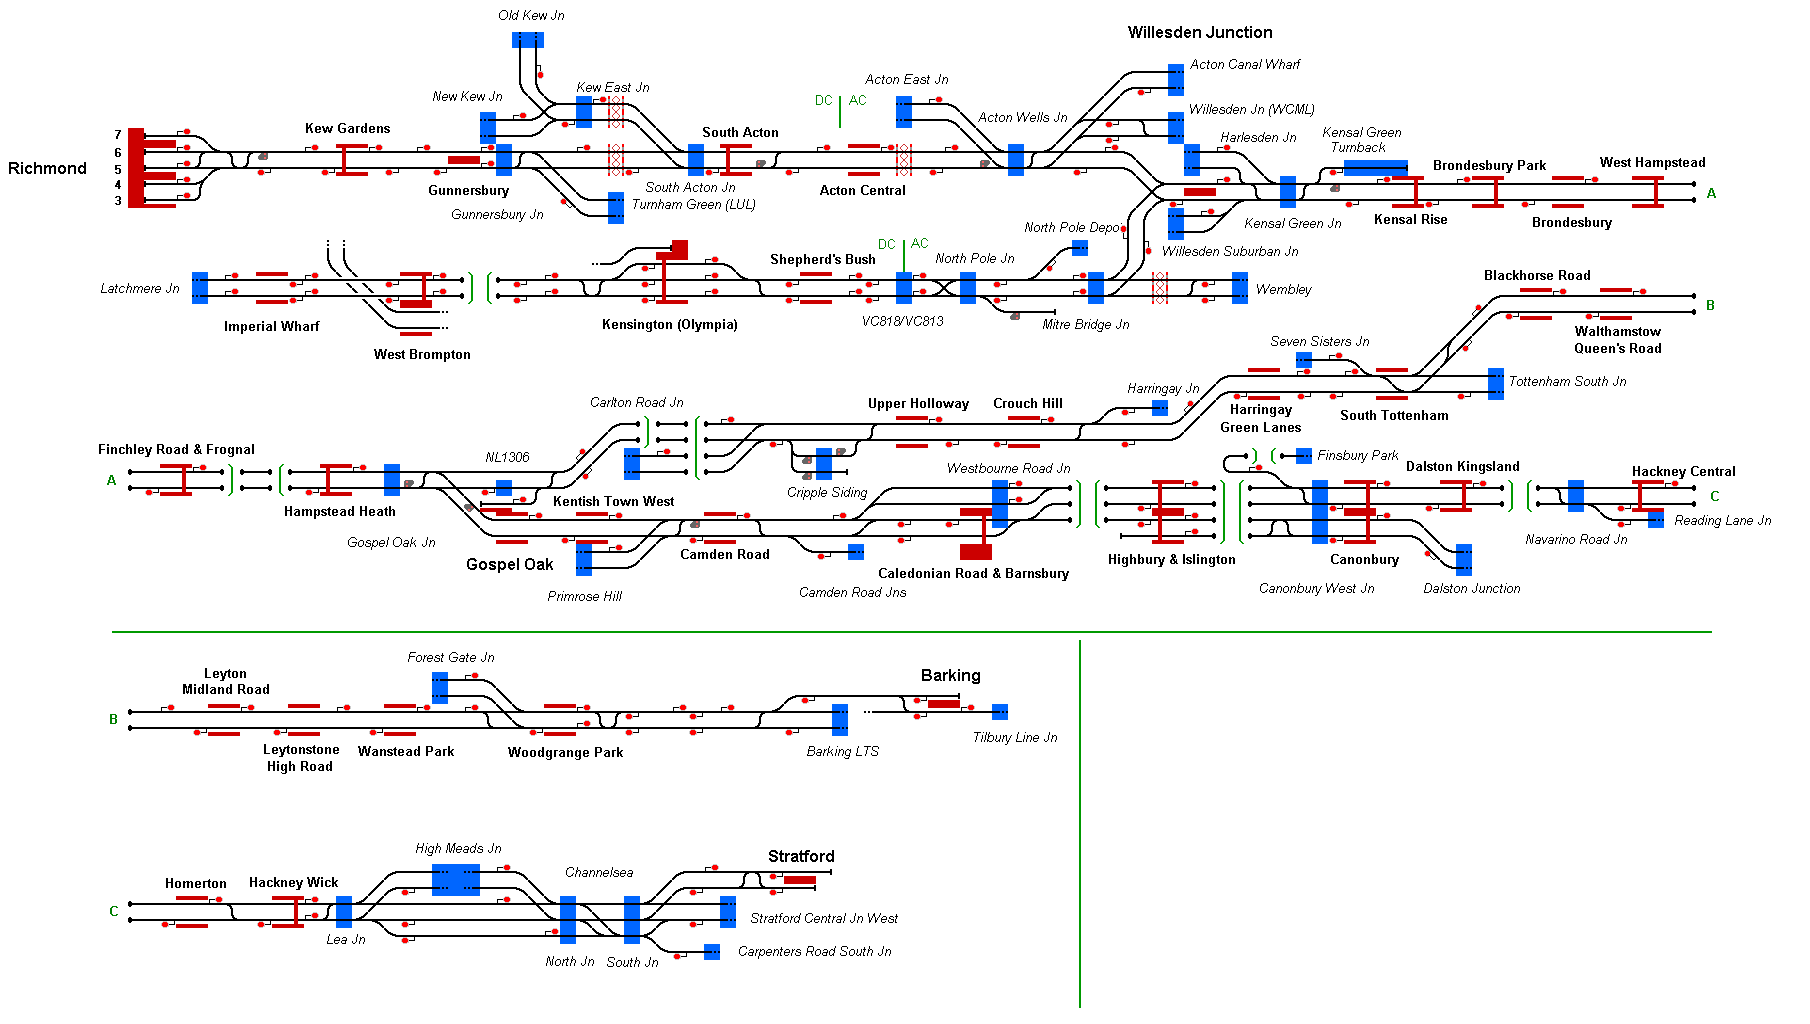 Old Kew Jn
Willesden Junction
New Kew Jn
Kew East Jn
Acton East Jn
Acton Canal Wharf
DC
AC
Willesden Jn (WCML)
Acton Wells Jn
Harlesden Jn
Kensal Green
Turnback
7
6
5
4
3
Richmond
Kew Gardens
South Acton
Brondesbury Park
West Hampstead
Gunnersbury
South Acton Jn
Acton Central
A
Gunnersbury Jn
Turnham Green (LUL)
Kensal Rise
Brondesbury
Kensal Green Jn
North Pole Depo
Willesden Suburban Jn
DC
AC
Shepherd's Bush
North Pole Jn
Latchmere Jn
Blackhorse Road
Wembley
Imperial Wharf
Kensington (Olympia)
VC818/VC813
Mitre Bridge Jn
B
West Brompton
Walthamstow
Queen's Road
Seven Sisters Jn
Tottenham South Jn
Harringay Jn
Carlton Road Jn
Upper Holloway
Crouch Hill
Harringay
Green Lanes
South Tottenham
Finchley Road & Frognal
NL1306
Westbourne Road Jn
Finsbury Park
Dalston Kingsland
Hackney Central
A
C
Hampstead Heath
Kentish Town West
Cripple Siding
Reading Lane Jn
Gospel Oak Jn
Gospel Oak
Camden Road
Caledonian Road & Barnsbury
Highbury & Islington
Canonbury
Navarino Road Jn
Primrose Hill
Camden Road Jns
Canonbury West Jn
Dalston Junction
Forest Gate Jn
Leyton
Midland Road
Barking
B
Leytonstone
High Road
Wanstead Park
Woodgrange Park
Barking LTS
Tilbury Line Jn
High Meads Jn
Stratford
Channelsea
Homerton
Hackney Wick
C
Stratford Central Jn West
Lea Jn
North Jn
South Jn
Carpenters Road South Jn